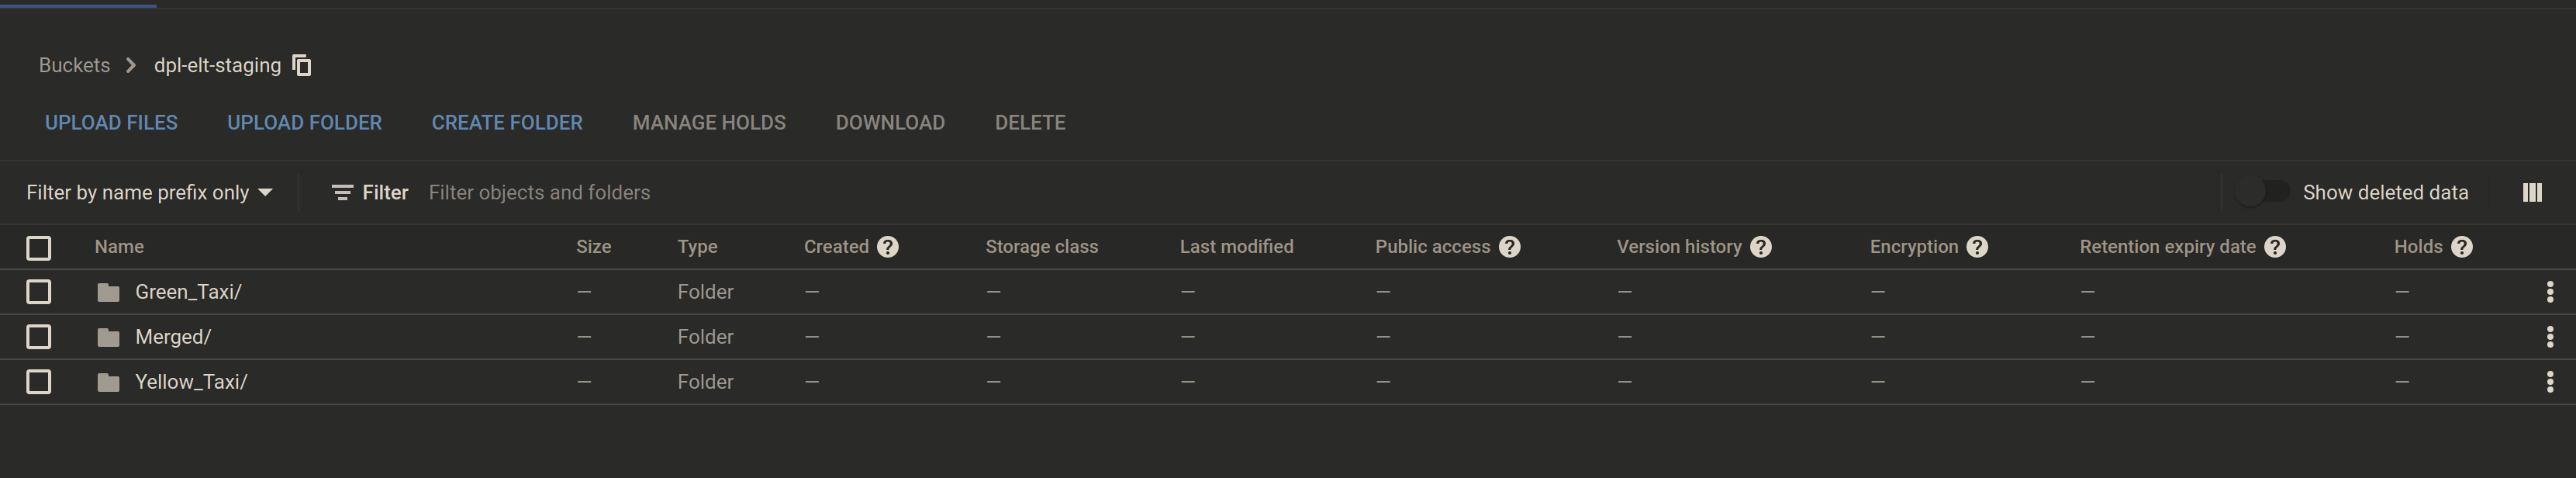 Buckets > dpl-elt-staging
UPLOAD FILES UPLOAD FOLDER CREATE FOLDER MANAGE HOLDS DOWNLOAD DELETE
Filter by name prefix only Filter Filter objects and folders Show deleted data
Name Size Type Created ? Storage class Last modified Public access ? Version history ? Encryption ? Retention expiry date ? Holds ?
Green_Taxi/ — Folder — — — — — — — —
Merged/ — Folder — — — — — — — —
Yellow_Taxi/ — Folder — — — — — — — —